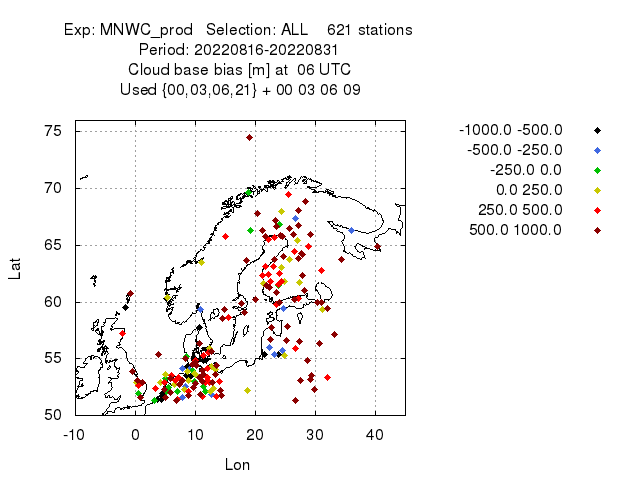 Exp: MNWC_prod Selection: ALL 621 stations
Period: 20220816-20220831
Cloud base bias [m] at 06 UTC
Used {00,03,06,21} + 00 03 06 09
-1000.0 -500.0
-500.0 -250.0
-250.0 0.0
0.0 250.0
250.0 500.0
500.0 1000.0
75
70
65
60
55
50
Lat
-10 0 10 20 30 40
Lon